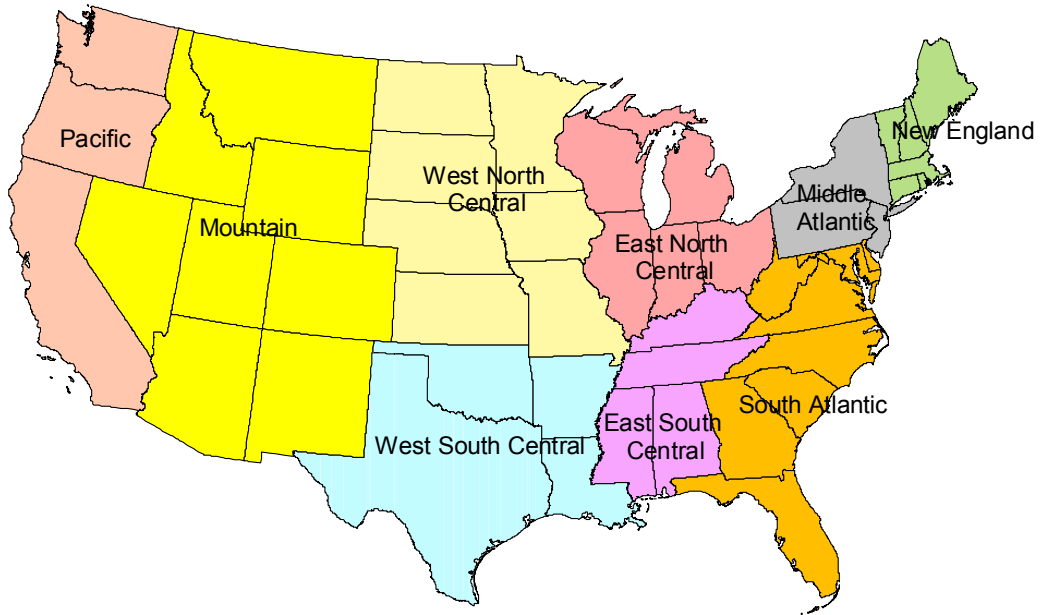 Pacific
Mountain
West North
Central
West South Central
East North
Central
East South
Central
South Atlantic
Middle
Atlantic
New England